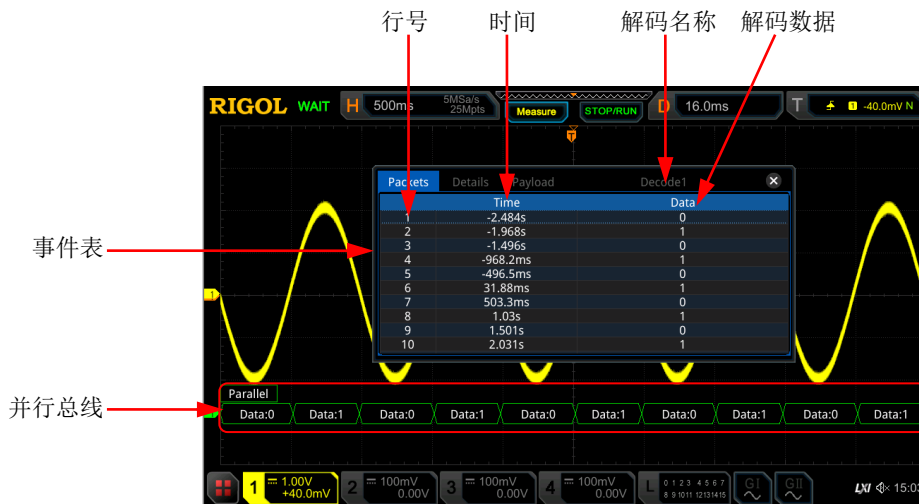 行号 时间 解码名称 解码数据
RIGOL WAIT H 500ms 5MSa/s 25Mpts Measure STOP/RUN D 16.0ms T 1 -40.0mV N
T
Packets Details Payload Decode1
Time Data
1 -2.484s 0
2 -1.968s 1
事件表
3 -1.496s 0
4 -968.2ms 1
5 -496.5ms 0
6 31.88ms 1
1
7 503.3ms 0
8 1.03s 1
9 1.501s 0
10 2.031s 1
Parallel
并行总线
Data:0 Data:1 Data:0 Data:1 Data:0 Data:1 Data:0 Data:1 Data:0 Data:1
1 1.00V +40.0mV 2 100mV 0.00V 3 100mV 0.00V 4 100mV 0.00V L 0 1 2 3 4 5 6 7 8 9 10 11 12 13 14 15 GI GII LXI